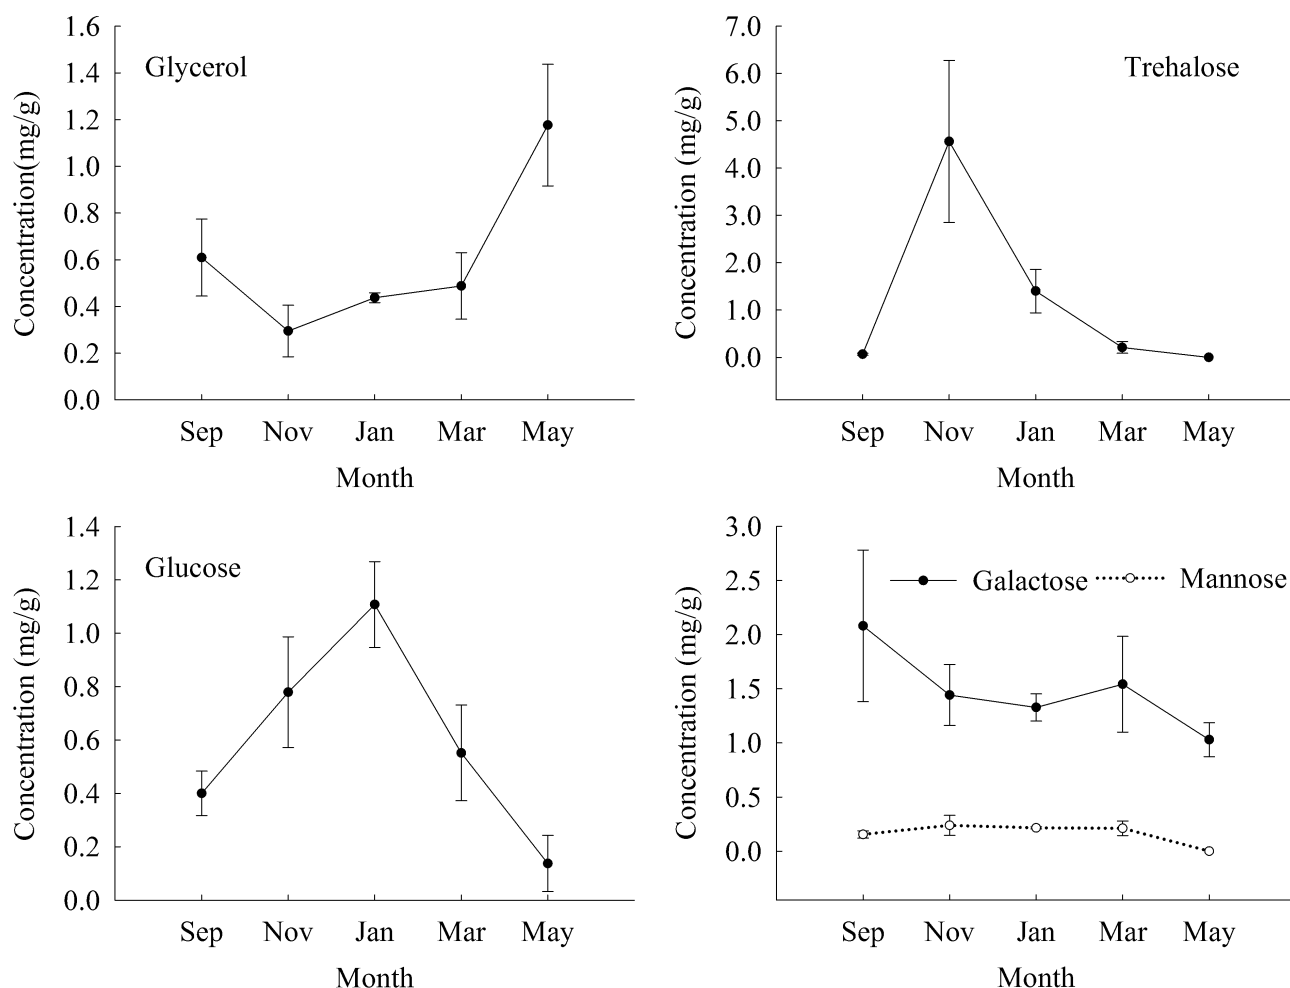 Glycerol
Concentration(mg/g)
1.6
1.4
1.2
1.0
0.8
0.6
0.4
0.2
0.0
Sep Nov Jan Mar May
Month
Trehalose
Concentration (mg/g)
7.0
6.0
5.0
4.0
3.0
2.0
1.0
0.0
Sep Nov Jan Mar May
Month
Glucose
Concentration (mg/g)
1.4
1.2
1.0
0.8
0.6
0.4
0.2
0.0
Sep Nov Jan Mar May
Month
Galactose Mannose
Concentration (mg/g)
3.0
2.5
2.0
1.5
1.0
0.5
0.0
Sep Nov Jan Mar May
Month